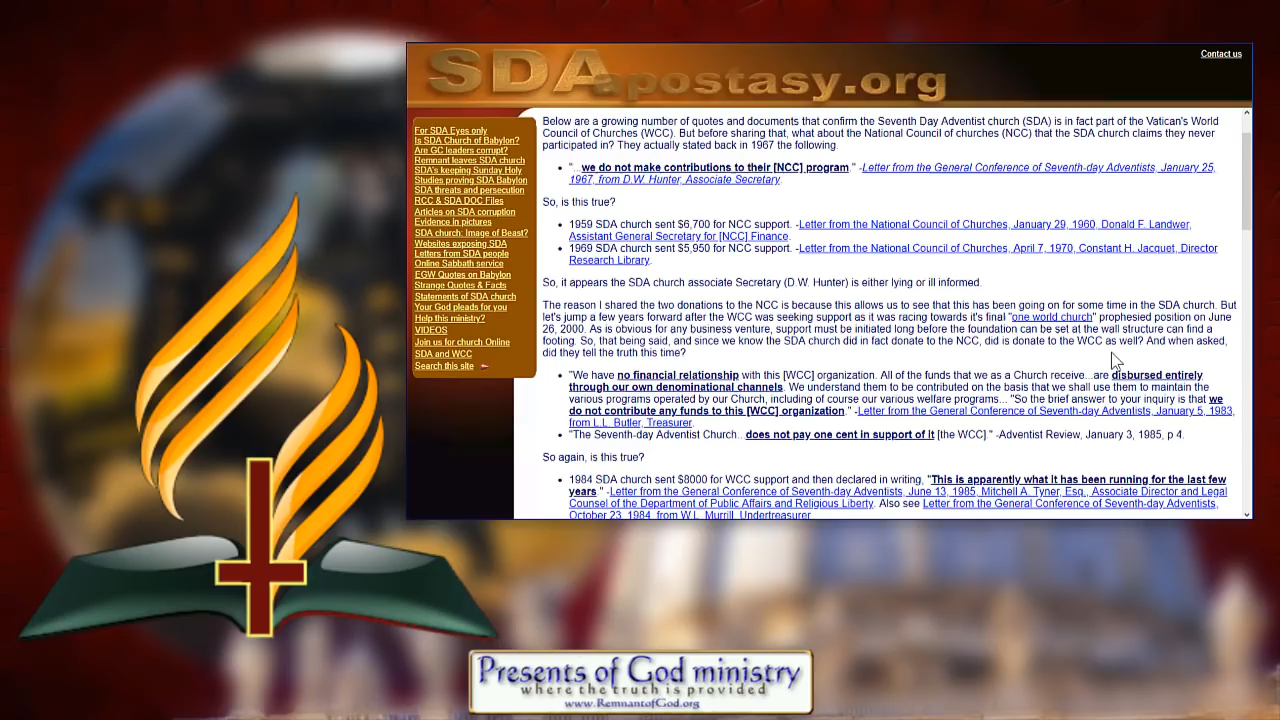 SDAapostasy.org
Contact us
For SDA Eyes only
Is SDA Church of Babylon?
Are GC leaders corrupt?
Remnant leaves SDA church
SDA's keeping Sunday Holy
Studies proving SDA Babylon
SDA threats and persecution
RCC & SDA DOC Files
Articles on SDA corruption
Evidence in pictures
SDA church: Image of Beast?
Websites exposing SDA
Letters from SDA people
Online Sabbath service
EGW Quotes on Babylon
Strange Quotes & Facts
Statements of SDA church
Your God pleads for you
Help this ministry?
VIDEOS
Join us for church Online
SDA and WCC
Search this site
Below are a growing number of quotes and documents that confirm the Seventh Day Adventist church (SDA) is in fact part of the Vatican's World
Council of Churches (WCC). But before sharing that, what about the National Council of churches (NCC) that the SDA church claims they never
participated in? They actually stated back in 1967 the following.
• "...we do not make contributions to their [NCC] program." -Letter from the General Conference of Seventh-day Adventists, January 25,
1967, from D.W. Hunter, Associate Secretary.
So, is this true?
• 1959 SDA church sent $6,700 for NCC support. -Letter from the National Council of Churches, January 29, 1960, Donald F. Landwer,
Assistant General Secretary for [NCC] Finance.
• 1969 SDA church sent $5,950 for NCC support. -Letter from the National Council of Churches, April 7, 1970, Constant H. Jacquet, Director
Research Library.
So, it appears the SDA church associate Secretary (D.W. Hunter) is either lying or ill informed.
The reason I shared the two donations to the NCC is because this allows us to see that this has been going on for some time in the SDA church. But
let's jump a few years forward after the WCC was seeking support as it was racing towards it's final "one world church" prophesied position on June
26, 2000. As is obvious for any business venture, support must be initiated long before the foundation can be set at the wall structure can find a
footing. So, that being said, and since we know the SDA church did in fact donate to the NCC, did is donate to the WCC as well? And when asked,
did they tell the truth this time?
• "We have no financial relationship with this [WCC] organization. All of the funds that we as a Church receive...are disbursed entirely
through our own denominational channels. We understand them to be contributed on the basis that we shall use them to maintain the
various programs operated by our Church, including of course our various welfare programs... "So the brief answer to your inquiry is that we
do not contribute any funds to this [WCC] organization." -Letter from the General Conference of Seventh-day Adventists, January 5, 1983,
from L.L. Butler, Treasurer.
• "The Seventh-day Adventist Church.. does not pay one cent in support of it [the WCC]." -Adventist Review, January 3, 1985, p 4.
So again, is this true?
• 1984 SDA church sent $8000 for WCC support and then declared in writing, "This is apparently what it has been running for the last few
years." -Letter from the General Conference of Seventh-day Adventists, June 13, 1985, Mitchell A. Tyner, Esq., Associate Director and Legal
Counsel of the Department of Public Affairs and Religious Liberty. Also see Letter from the General Conference of Seventh-day Adventists,
October 23, 1984, from W.L. Murrill, Undertreasurer
Presents of God ministry
where the truth is provided
www.RemnantofGod.org